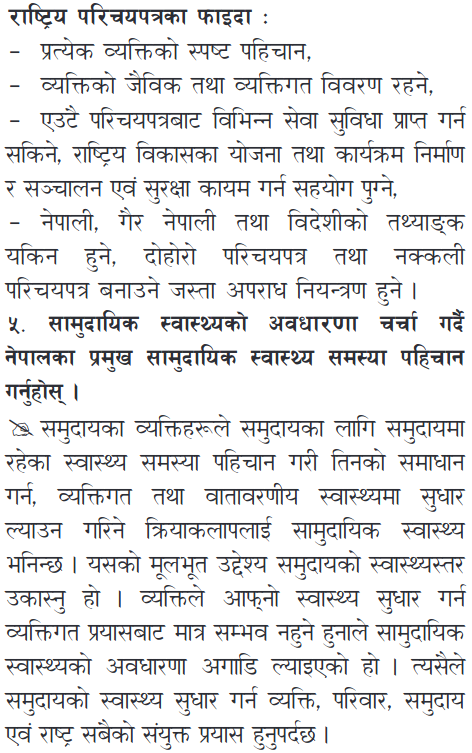 राष्ट्रिय परिचयपत्रका फाइदा :
– प्रत्येक व्यक्तिको स्पष्ट पहिचान,
– व्यक्तिको जैविक तथा व्यक्तिगत विवरण रहने,
– एउटै परिचयपत्रबाट विभिन्न सेवा सुविधा प्राप्त गर्न
सकिने, राष्ट्रिय विकासका योजना तथा कार्यक्रम निर्माण
र सञ्चालन एवं सुरक्षा कायम गर्न सहयोग पुग्ने,
– नेपाली, गैर नेपाली तथा विदेशीको तथ्याङ्क
यकिन हुने, दोहोरो परिचयपत्र तथा नक्कली
परिचयपत्र बनाउने जस्ता अपराध नियन्त्रण हुने ।
५. सामुदायिक स्वास्थ्यको अवधारणा चर्चा गर्दै
नेपालका प्रमुख सामुदायिक स्वास्थ्य समस्या पहिचान
गर्नुहोस् ।
समुदायका व्यक्तिहरूले समुदायका लागि समुदायमा
रहेका स्वास्थ्य समस्या पहिचान गरी तिनको समाधान
गर्न, व्यक्तिगत तथा वातावरणीय स्वास्थ्यमा सुधार
ल्याउन गरिने क्रियाकलापलाई सामुदायिक स्वास्थ्य
भनिन्छ । यसको मूलभूत उद्देश्य समुदायको स्वास्थ्यस्तर
उकास्नु हो । व्यक्तिले आफ्नो स्वास्थ्य सुधार गर्न
व्यक्तिगत प्रयासबाट मात्र सम्भव नहुने हुनाले सामुदायिक
स्वास्थ्यको अवधारणा अगाडि ल्याइएको हो । त्यसैले
समुदायको स्वास्थ्य सुधार गर्न व्यक्ति, परिवार, समुदाय
एवं राष्ट्र सबैको संयुक्त प्रयास हुनुपर्दछ ।